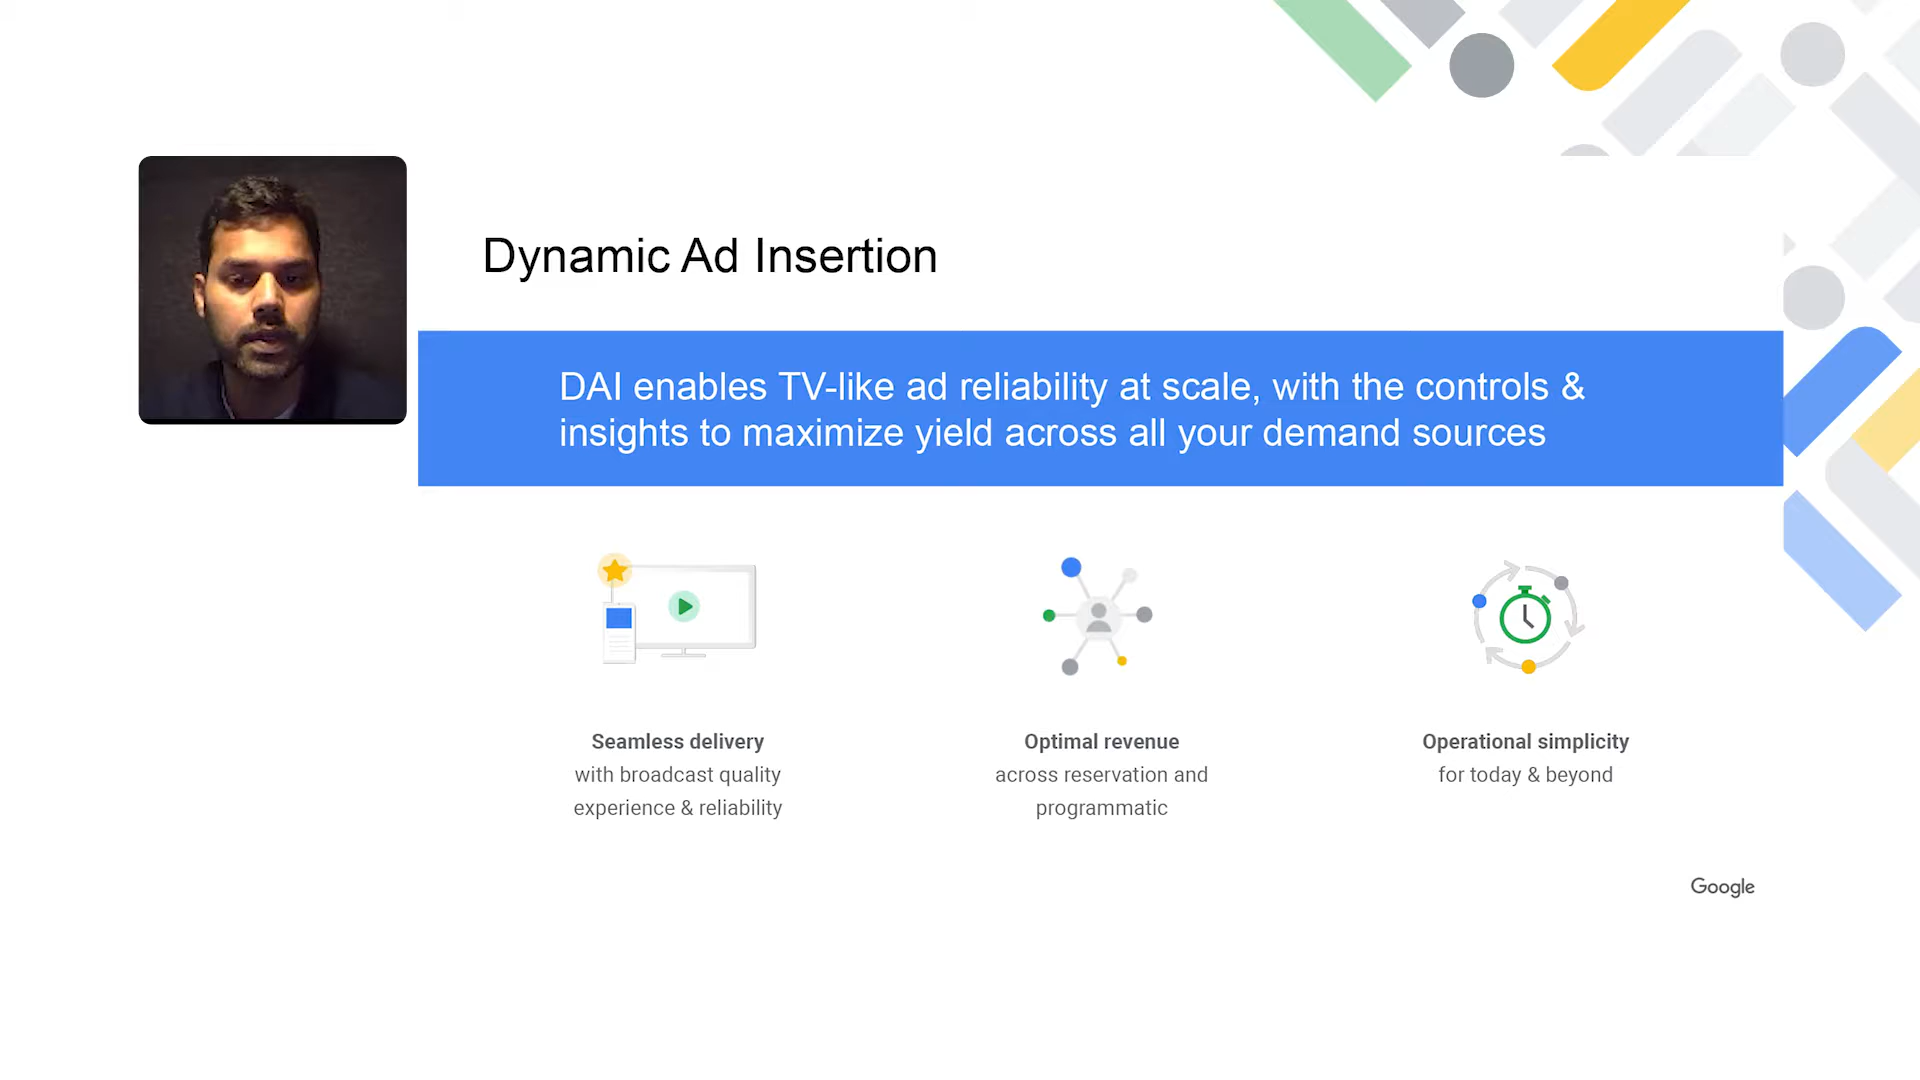 Dynamic Ad Insertion
DAI enables TV-like ad reliability at scale, with the controls &
insights to maximize yield across all your demand sources
Seamless delivery
with broadcast quality
experience & reliability
Optimal revenue
across reservation and
programmatic
Operational simplicity
for today & beyond
Google